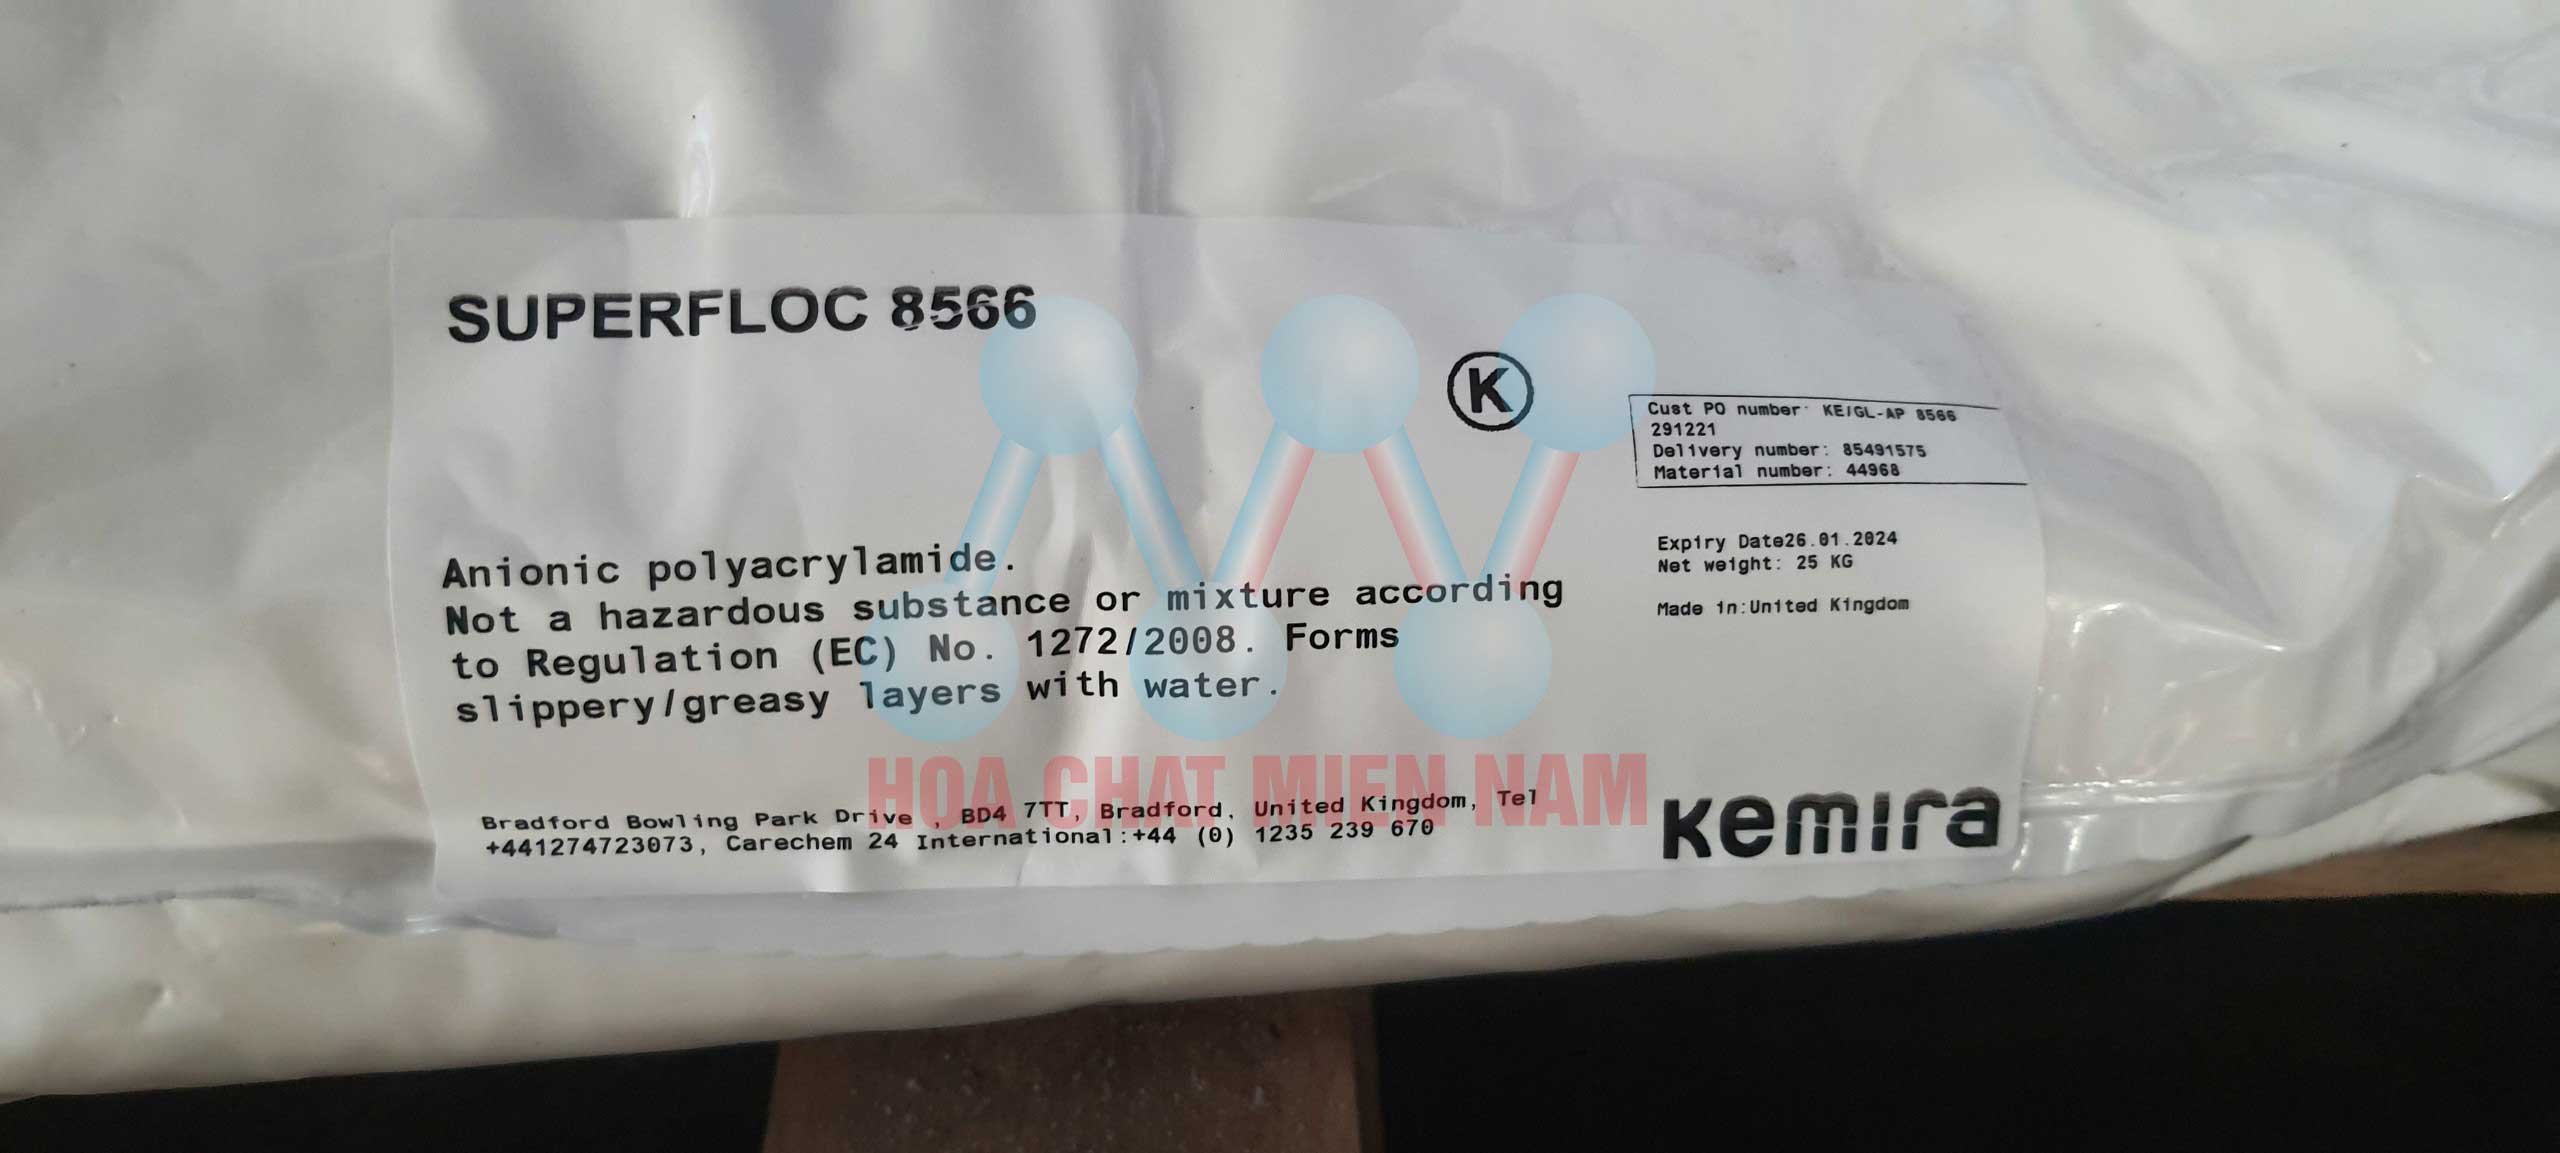 SUPERFLOC 8566
K
Cust PO number: KE/GL-AP 8566
291221
Delivery number: 85491575
Material number: 44968
Expiry Date26.01.2024
Net weight: 25 KG
Made in:United Kingdom
Anionic polyacrylamide.
Not a hazardous substance or mixture according
to Regulation (EC) No. 1272/2008. Forms
slippery/greasy layers with water.
HOA CHAT MIEN NAM
Bradford Bowling Park Drive , BD4 7TT, Bradford, United Kingdom, Tel
+441274723073, Carechem 24 International:+44 (0) 1235 239 670
kemira